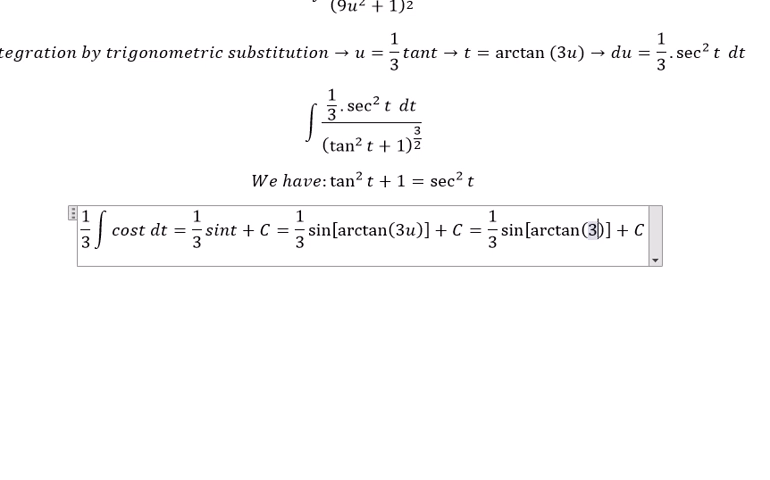 (9u² + 1)2
tegration by trigonometric substitution → u = 1/3 tant → t = arctan (3u) → du = 1/3 . sec² t dt
∫ (1/3 . sec² t dt) / (tan² t + 1)^(3/2)
We have: tan² t + 1 = sec² t
1/3 ∫ cost dt = 1/3 sint + C = 1/3 sin[arctan(3u)] + C = 1/3 sin[arctan(3)] + C